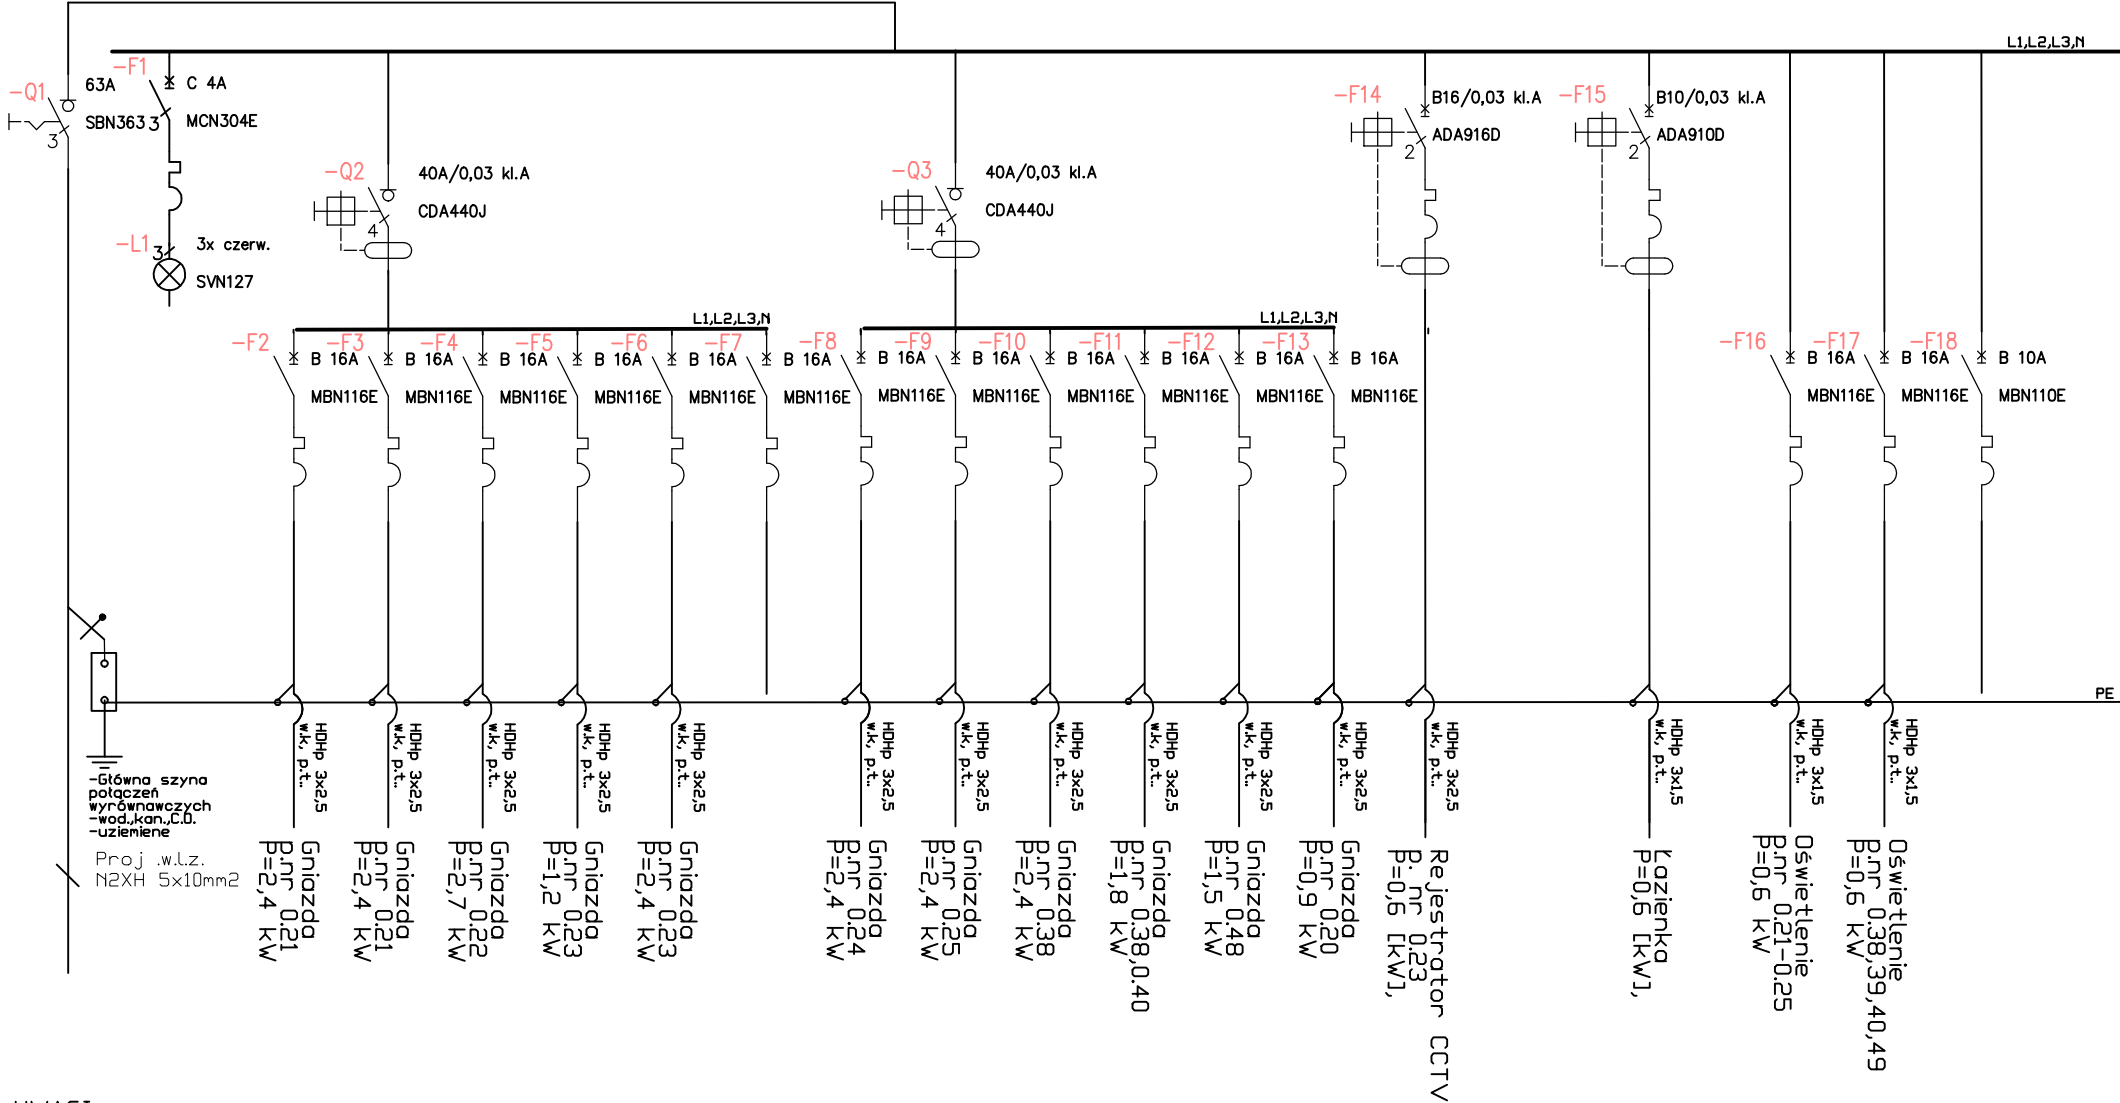 L1,L2,L3,N
-Q1
63A
SBN363
3
-F1
C 4A
3
MCN304E
-L1
3
3x czerw.
SVN127
-Q2
40A/0,03 kl.A
CDA440J
4
-Q3
40A/0,03 kl.A
CDA440J
4
-F14
B16/0,03 kl.A
ADA916D
2
-F15
B10/0,03 kl.A
ADA910D
2
L1,L2,L3,N
L1,L2,L3,N
-F2
B 16A
MBN116E
-F3
B 16A
MBN116E
-F4
B 16A
MBN116E
-F5
B 16A
MBN116E
-F6
B 16A
MBN116E
-F7
B 16A
MBN116E
-F8
B 16A
MBN116E
-F9
B 16A
MBN116E
-F10
B 16A
MBN116E
-F11
B 16A
MBN116E
-F12
B 16A
MBN116E
-F13
B 16A
MBN116E
-F16
B 16A
MBN116E
-F17
B 16A
MBN116E
-F18
B 10A
MBN110E
PE
HDHp 3x2,5
w.k, p.t..
HDHp 3x2,5
w.k, p.t..
HDHp 3x2,5
w.k, p.t..
HDHp 3x2,5
w.k, p.t..
HDHp 3x2,5
w.k, p.t..
HDHp 3x2,5
w.k, p.t..
HDHp 3x2,5
w.k, p.t..
HDHp 3x2,5
w.k, p.t..
HDHp 3x2,5
w.k, p.t..
HDHp 3x2,5
w.k, p.t..
HDHp 3x2,5
w.k, p.t..
HDHp 3x2,5
w.k, p.t..
HDHp 3x1,5
w.k, p.t..
HDHp 3x1,5
w.k, p.t..
HDHp 3x1,5
w.k, p.t..
-Główna szyna
połączeń
wyrównawczych
-wod.,kan.,C.O.
-uziemiene
Proj .w.l.z.
N2XH 5x10mm2
Gniazda
p.nr 0.21
P=2,4 kW
Gniazda
p.nr 0.21
P=2,4 kW
Gniazda
p.nr 0.22
P=2,7 kW
Gniazda
p.nr 0.23
P=1,2 kW
Gniazda
p.nr 0.23
P=2,4 kW
Gniazda
p.nr 0.24
P=2,4 kW
Gniazda
p.nr 0.25
P=2,4 kW
Gniazda
p.nr 0.38
P=2,4 kW
Gniazda
p.nr 0.38,0.40
P=1,8 kW
Gniazda
p.nr 0.48
P=1,5 kW
Gniazda
p.nr 0.20
P=0,9 kW
Rejestrator CCTV
p. nr 0.23
P=0,6 [kW],
Łazienka
P=0,6 [kW],
Oświetlenie
p.nr 0.21-0.25
P=0,6 kW
Oświetlenie
p.nr 0.38,39,40,49
P=0,6 kW